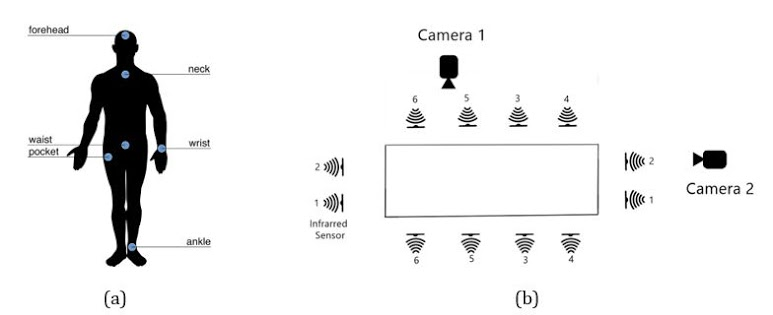 forehead
neck
waist
pocket
wrist
ankle
(a)
Camera 1
6 5 3 4
2
1
Infrarred
Sensor
2
1
Camera 2
6 5 3 4
(b)